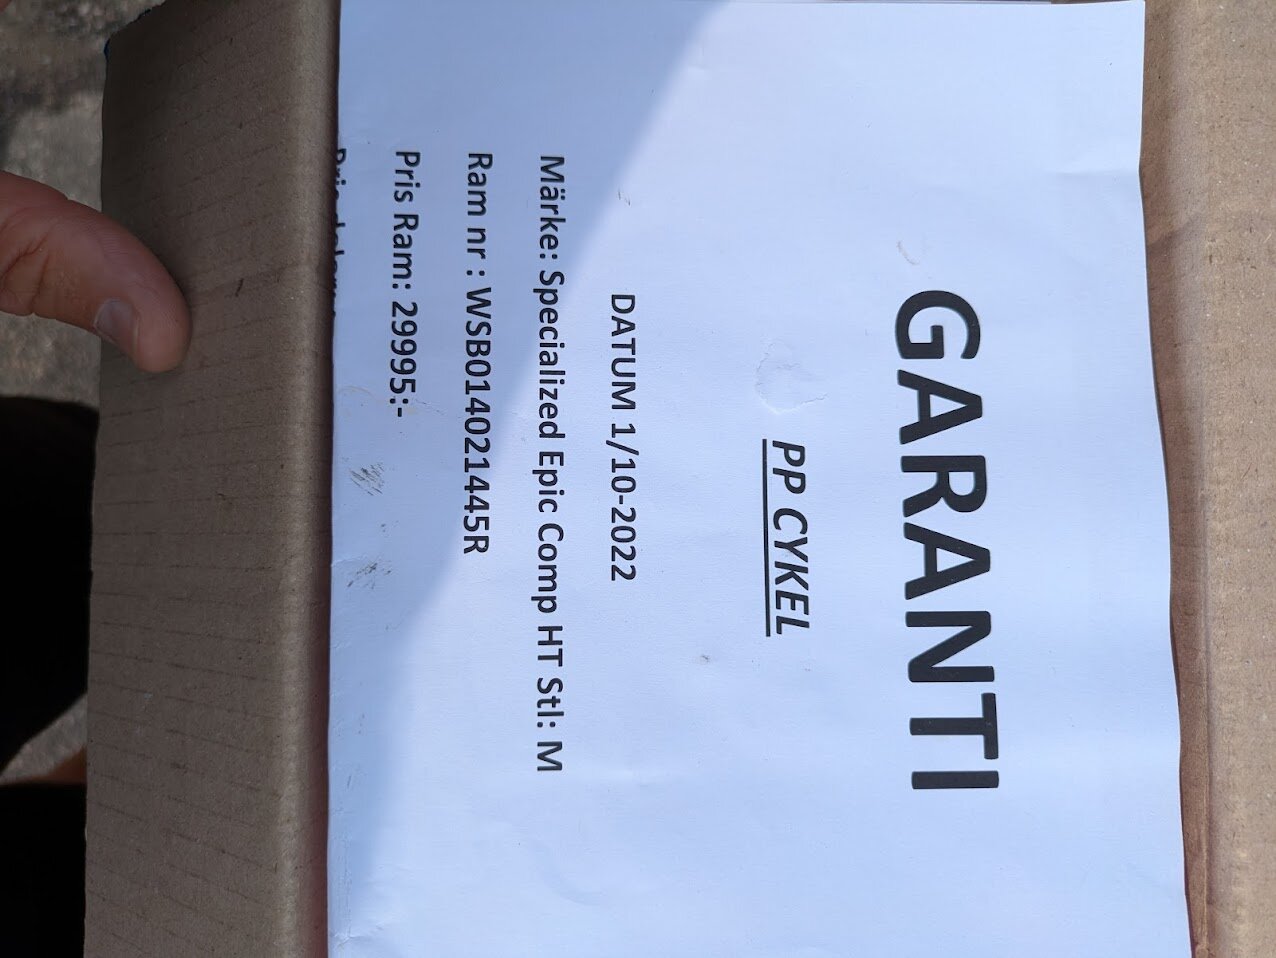 GARANTI
PP CYKEL
DATUM 1/10-2022
Märke: Specialized Epic Comp HT Stl: M
Ram nr : WSB014021445R
Pris Ram: 29995:-